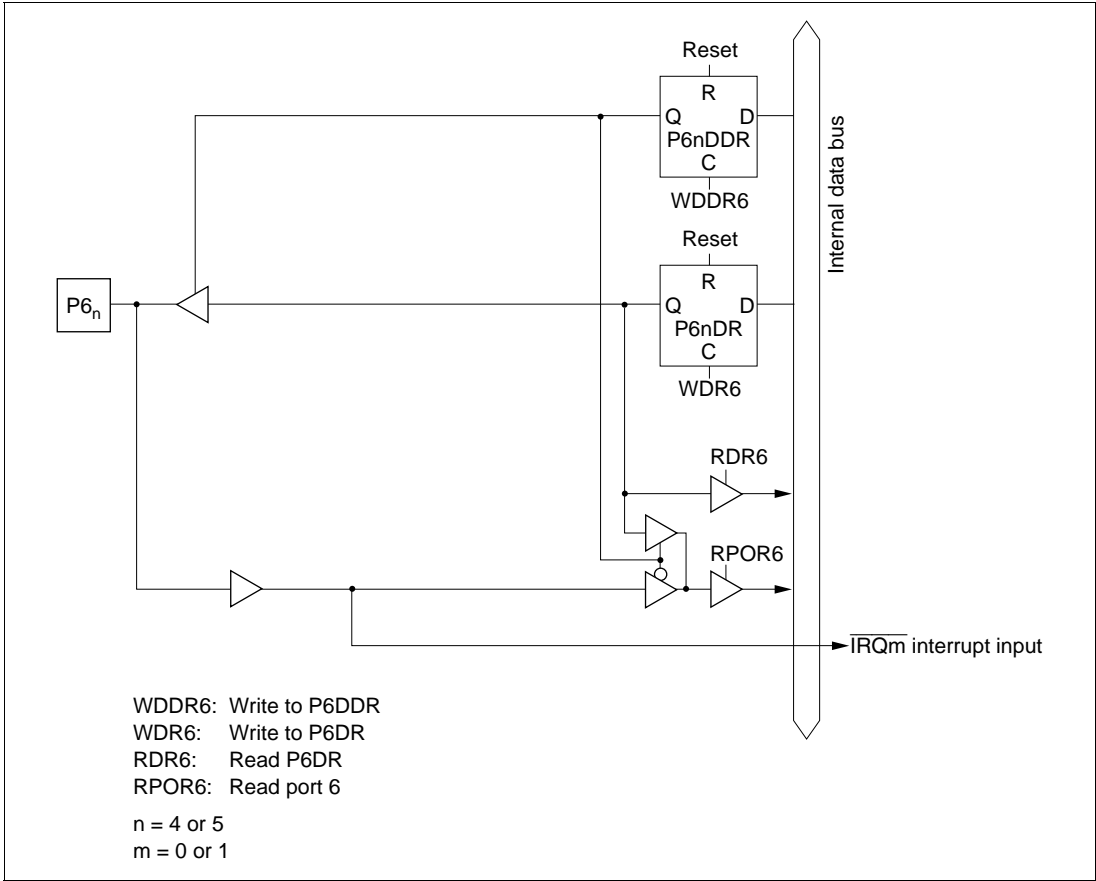 Reset
R
Q D
P6nDDR
C
WDDR6
Internal data bus
Reset
R
Q D
P6nDR
C
WDR6
P6n
RDR6
RPOR6
IRQm interrupt input
WDDR6: Write to P6DDR
WDR6: Write to P6DR
RDR6: Read P6DR
RPOR6: Read port 6
n = 4 or 5
m = 0 or 1